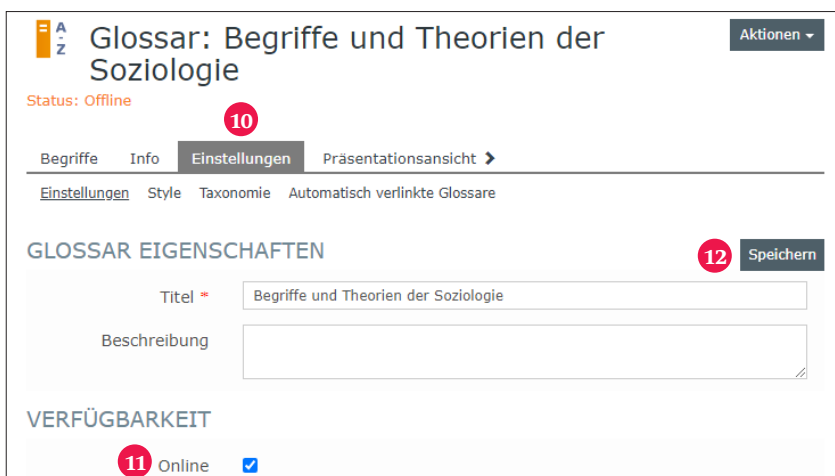 A
-
Z
Glossar: Begriffe und Theorien der
Soziologie
Aktionen
Status: Offline
10
Begriffe Info Einstellungen Präsentationsansicht
Einstellungen Style Taxonomie Automatisch verlinkte Glossare
GLOSSAR EIGENSCHAFTEN
12 Speichern
Titel * Begriffe und Theorien der Soziologie
Beschreibung
VERFÜGBARKEIT
11 Online